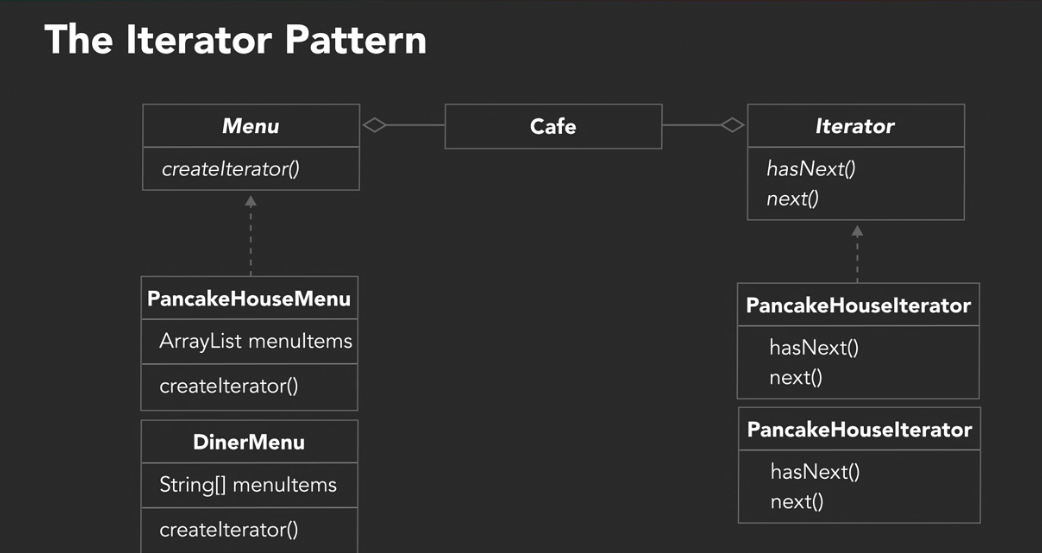 The Iterator Pattern
Menu
createIterator()
Cafe
Iterator
hasNext()
next()
PancakeHouseMenu
ArrayList menuItems
createIterator()
DinerMenu
String[] menuItems
createIterator()
PancakeHouseIterator
hasNext()
next()
PancakeHouseIterator
hasNext()
next()